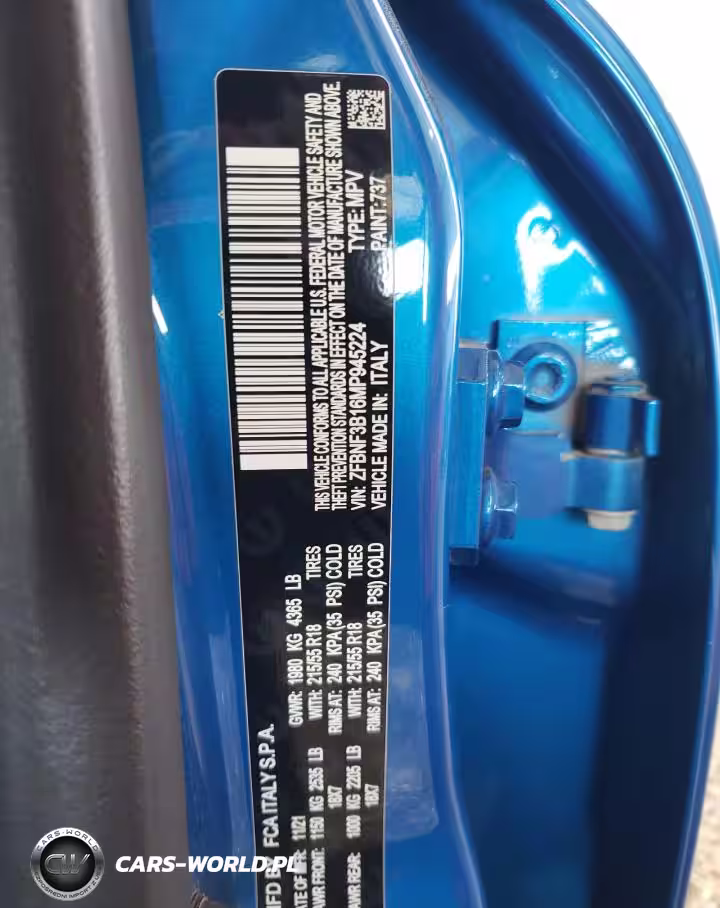 THIS VEHICLE CONFORMS TO ALL APPLICABLE U.S. FEDERAL MOTOR VEHICLE SAFETY AND
THEFT PREVENTION STANDARDS IN EFFECT ON THE DATE OF MANUFACTURE SHOWN ABOVE.
VIN: ZFBNF3B16MP945224 TYPE: MPV
VEHICLE MADE IN: ITALY PAINT:737
MFD BY FCA ITALY S.P.A.
DATE OF MFR: 11/21 GVWR: 1980 KG 4365 LB
GAWR FRONT: 1150 KG 2535 LB WITH: 215/55 R18 TIRES
18X7 RIMS AT: 240 KPA(35 PSI) COLD
GAWR REAR: 1000 KG 2205 LB WITH: 215/55 R18 TIRES
18X7 RIMS AT: 240 KPA(35 PSI) COLD
CARS-WORLD
CW
CARS-WORLD.PL